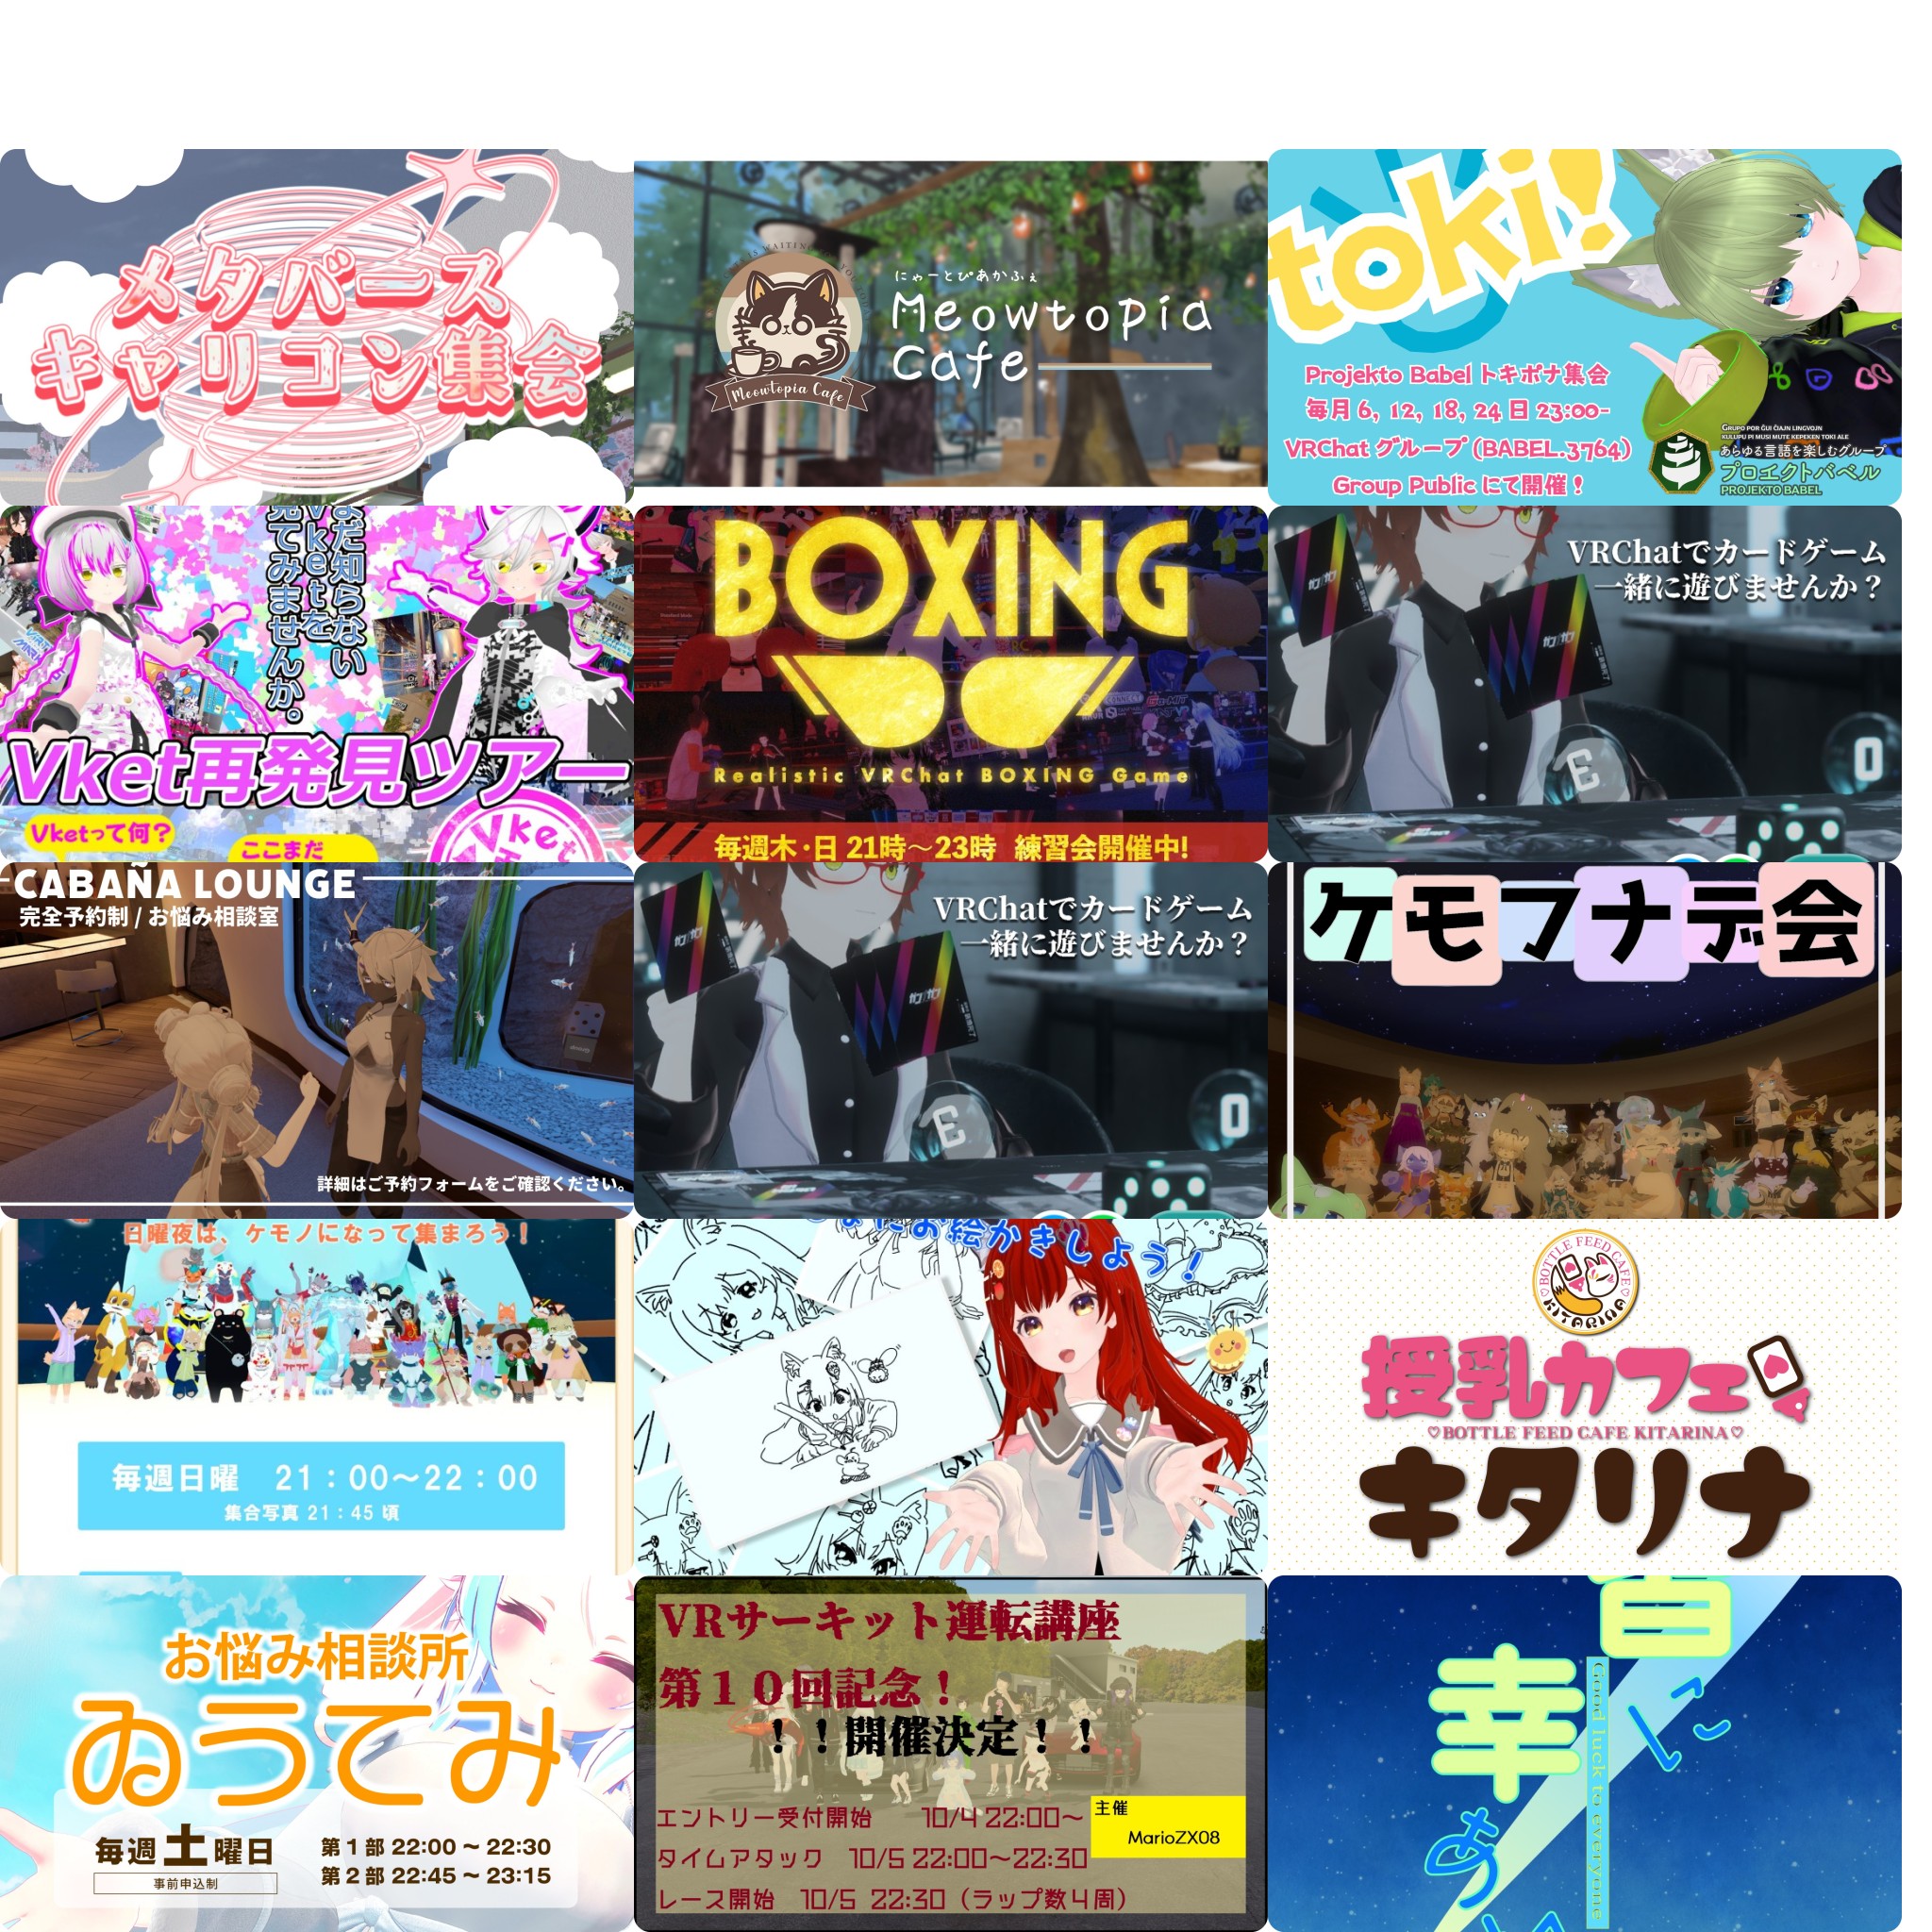 メタバース
キャリコン集会
にゃーとぴあかふぇ
Meowtopia
Cafe
Meowtopia Cafe
toki!
Projekto Babel トキポナ集会
毎月 6, 12, 18, 24 日 23:00-
VRChat グループ (BABEL.3764)
Group Public にて開催！
GRUPO POR ĈUI ĈIAJN LINGVOJN
KULUPU PI MUSI MUTE KEPEKEN TOKI ALE
あらゆる言語を楽しむグループ
プロエクトバベル
PROJEKTO BABEL
まだ知らない
Vketを
見てみませんか。
Vket再発見ツアー
Vketって何？
ここまだ
Vket
BOXING
Realistic VRChat BOXING Game
毎週木・日 21時～23時 練習会開催中!
VRChatでカードゲーム
一緒に遊びませんか？
CABAÑA LOUNGE
完全予約制 / お悩み相談室
詳細はご予約フォームをご確認ください。
VRChatでカードゲーム
一緒に遊びませんか？
ケモフナデ会
日曜夜は、ケモノになって集まろう！
毎週日曜 21：00～22：00
集合写真 21：45 頃
お絵かきしよう！
BOTTLE FEED CAFE
KITARINA
授乳カフェ
♡BOTTLE FEED CAFE KITARINA♡
キタリナ
お悩み相談所
ゐうてみ
毎週土曜日
事前申込制
第１部 22:00 ~ 22:30
第２部 22:45 ~ 23:15
VRサーキット運転講座
第１０回記念！
！！開催決定！！
エントリー受付開始 10/4 22:00～
タイムアタック 10/5 22:00～22:30
レース開始 10/5 22:30（ラップ数４周）
主催
MarioZX08
に
幸
あ
Good luck to everyone